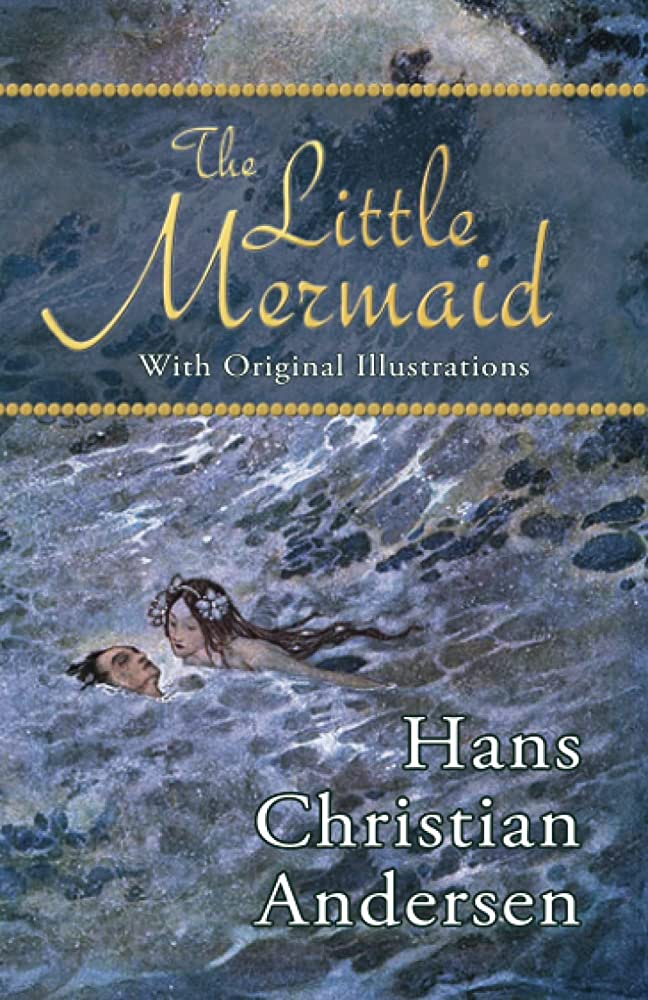 The
Little
Mermaid
With Original Illustrations
Hans
Christian
Andersen